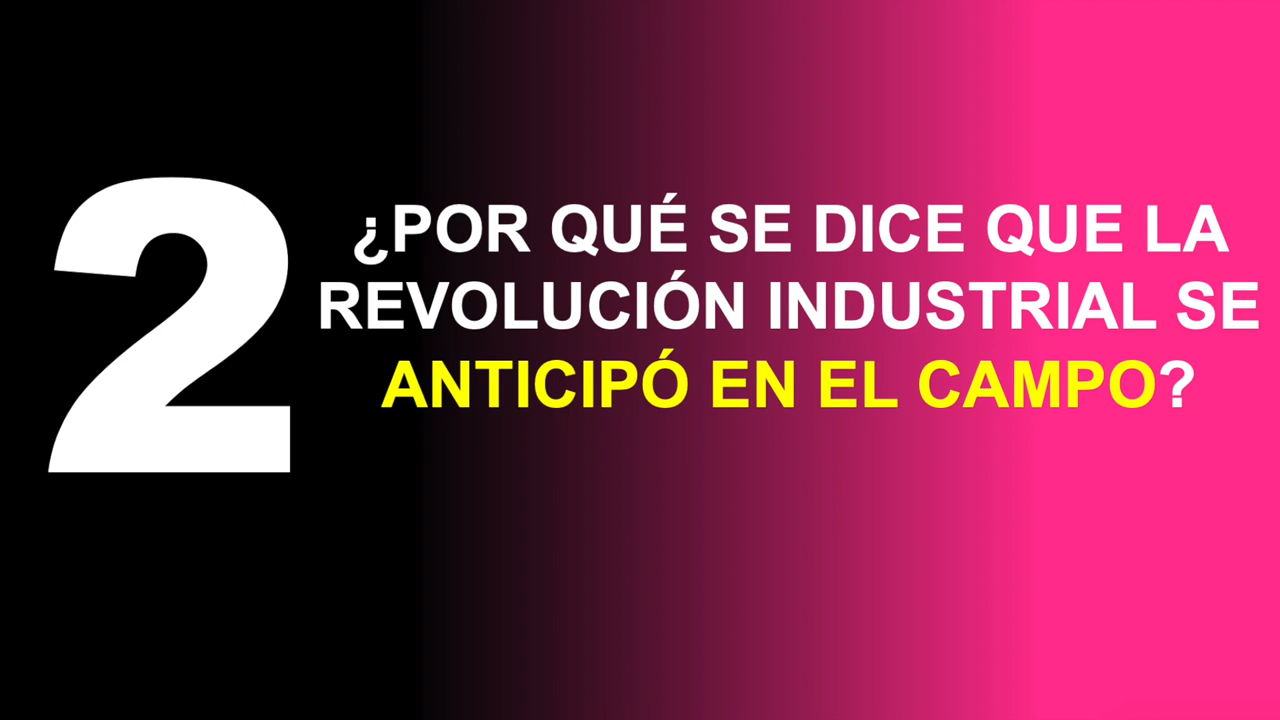 2
¿POR QUÉ SE DICE QUE LA
REVOLUCIÓN INDUSTRIAL SE
ANTICIPÓ EN EL CAMPO?